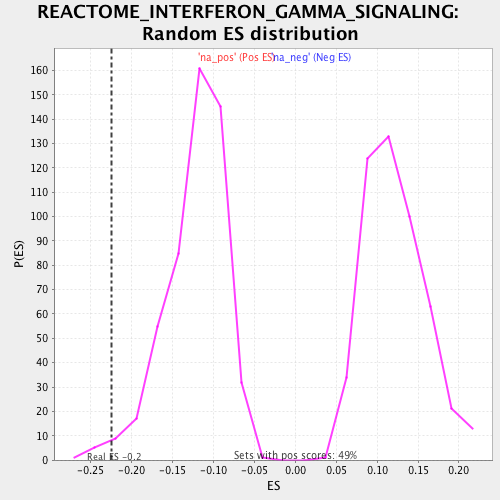 REACTOME_INTERFERON_GAMMA_SIGNALING:
Random ES distribution
'na_pos' (Pos ES) 'na_neg' (Neg ES)
160
150
140
130
120
110
100
90
80
70
60
50
40
30
20
10
0
P(ES)
Real ES -0.2
Sets with pos scores: 49%
-0.25 -0.20 -0.15 -0.10 -0.05 0.00 0.05 0.10 0.15 0.20
ES